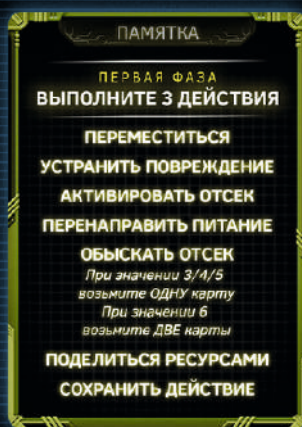 ПАМЯТКА
ПЕРВАЯ ФАЗА
ВЫПОЛНИТЕ 3 ДЕЙСТВИЯ
ПЕРЕМЕСТИТЬСЯ
УСТРАНИТЬ ПОВРЕЖДЕНИЕ
АКТИВИРОВАТЬ ОТСЕК
ПЕРЕНАПРАВИТЬ ПИТАНИЕ
ОБЫСКАТЬ ОТСЕК
При значении 3/4/5
возьмите ОДНУ карту
При значении 6
возьмите ДВЕ карты
ПОДЕЛИТЬСЯ РЕСУРСАМИ
СОХРАНИТЬ ДЕЙСТВИЕ